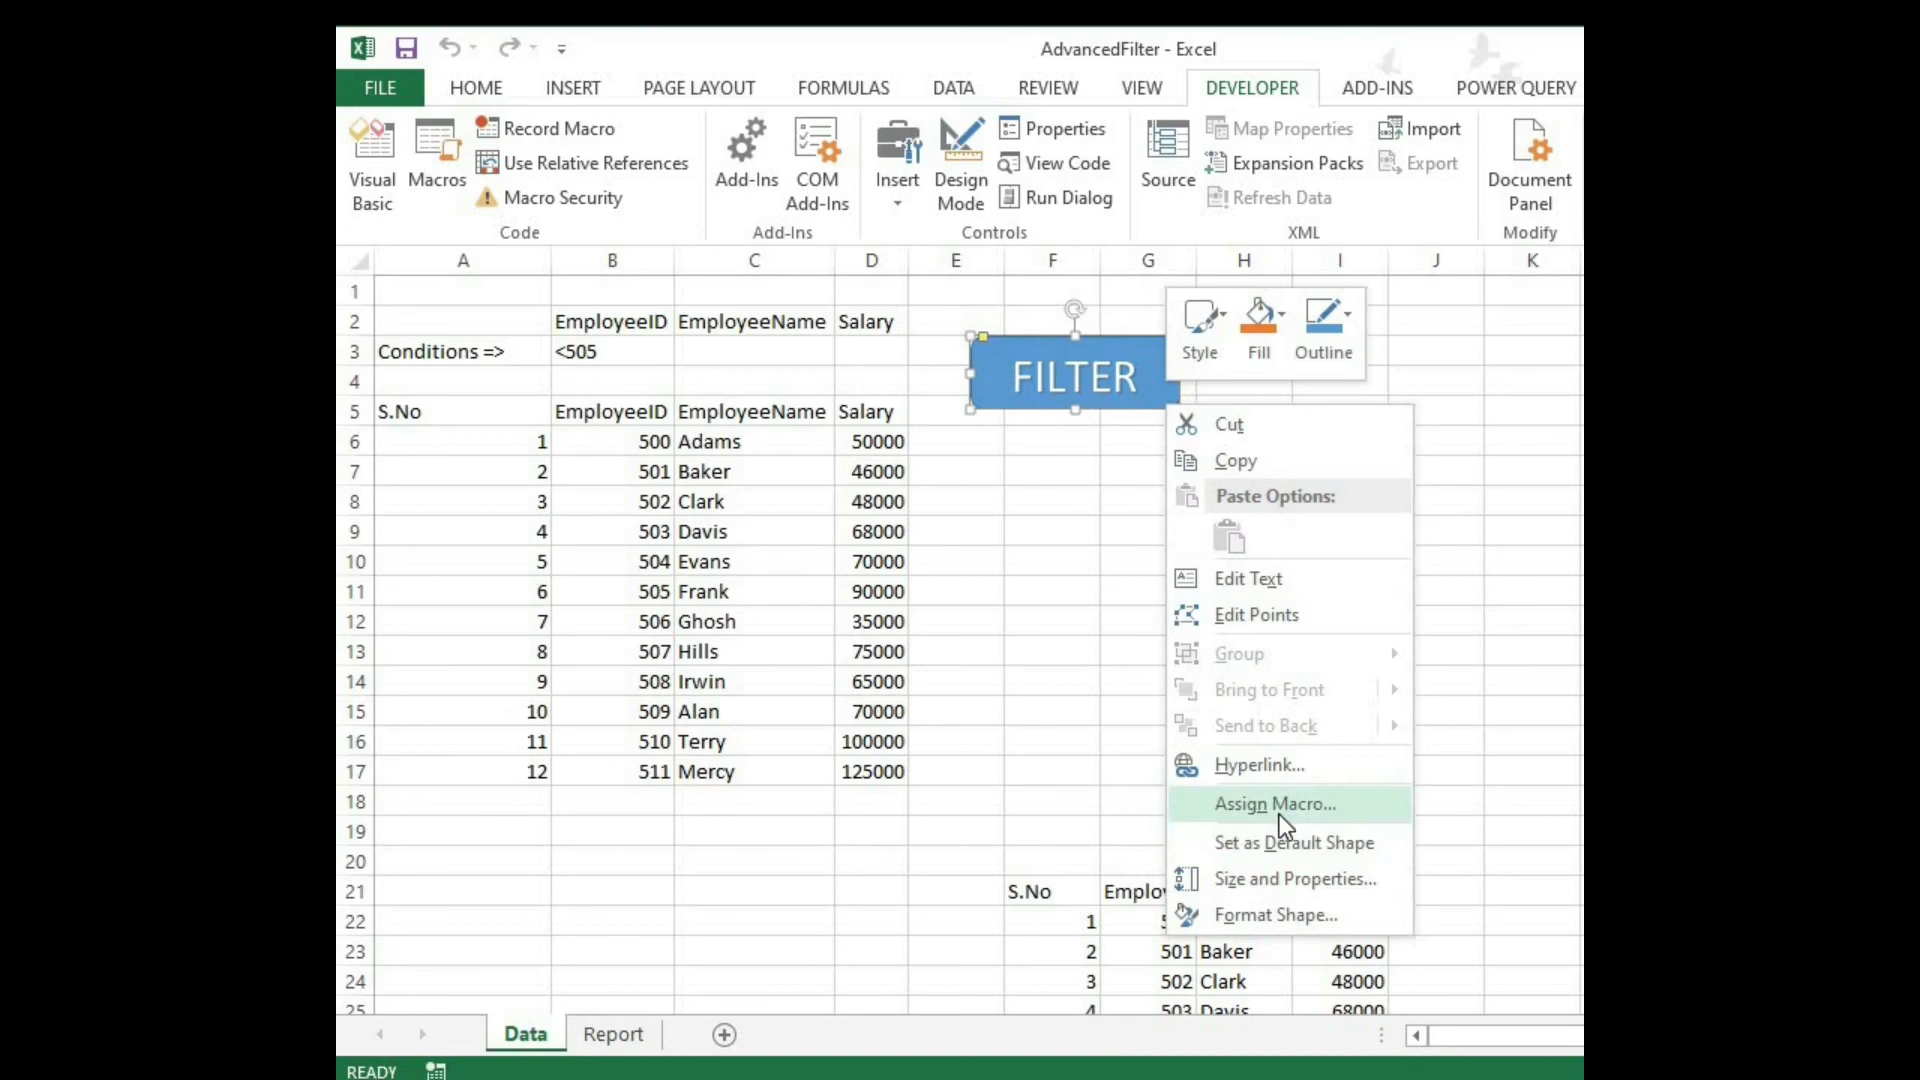 AdvancedFilter - Excel
FILE HOME INSERT PAGE LAYOUT FORMULAS DATA REVIEW VIEW DEVELOPER ADD-INS POWER QUERY
Visual Basic
Macros
Record Macro
Use Relative References
Macro Security
Code
Add-Ins
COM Add-Ins
Add-Ins
Insert
Design Mode
Properties
View Code
Run Dialog
Controls
Source
Map Properties
Expansion Packs
Refresh Data
Import
Export
XML
Document Panel
Modify
A B C D E F G H I J K
1
2 EmployeeID EmployeeName Salary
3 Conditions => <505
4
5 S.No EmployeeID EmployeeName Salary
6 1 500 Adams 50000
7 2 501 Baker 46000
8 3 502 Clark 48000
9 4 503 Davis 68000
10 5 504 Evans 70000
11 6 505 Frank 90000
12 7 506 Ghosh 35000
13 8 507 Hills 75000
14 9 508 Irwin 65000
15 10 509 Alan 70000
16 11 510 Terry 100000
17 12 511 Mercy 125000
18
19
20
21 S.No Emplo
22 1
23 2 501 Baker 46000
24 3 502 Clark 48000
25 4 503 Davis 68000
FILTER
Style Fill Outline
Cut
Copy
Paste Options:
Edit Text
Edit Points
Group
Bring to Front
Send to Back
Hyperlink...
Assign Macro...
Set as Default Shape
Size and Properties...
Format Shape...
Data Report
READY